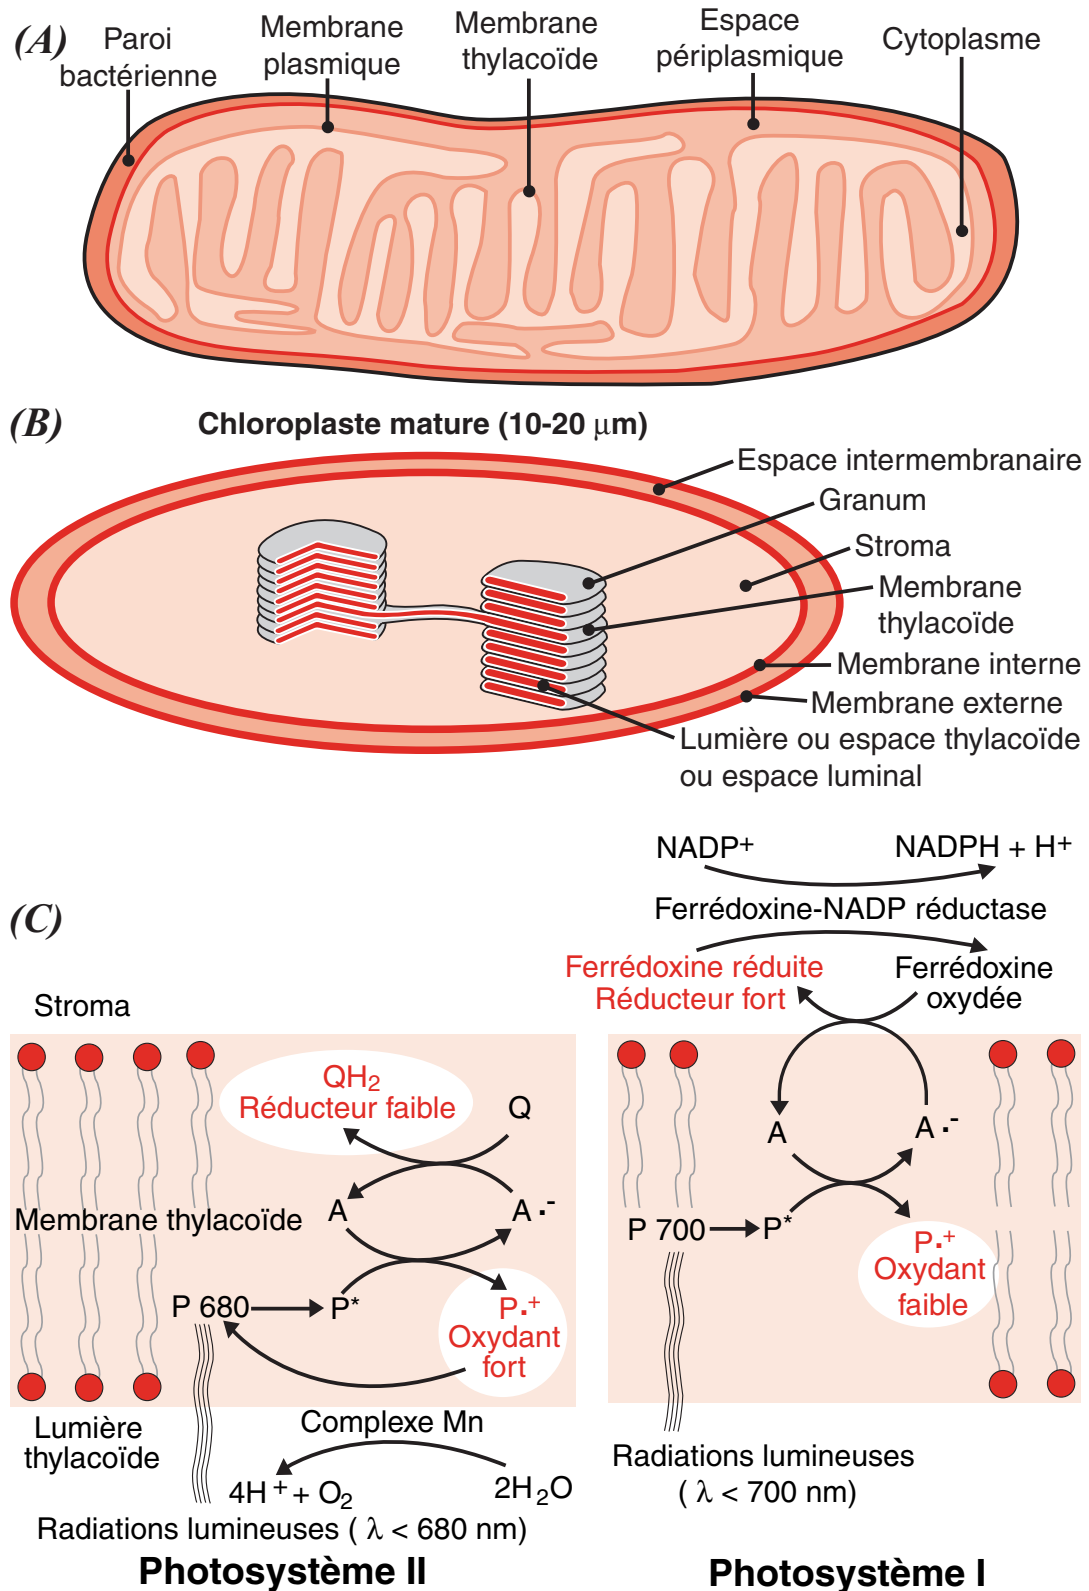 (A)
Paroi
bactérienne
Membrane
plasmique
Membrane
thylacoïde
Espace
périplasmique
Cytoplasme
(B)
Chloroplaste mature (10-20 µm)
Espace intermembranaire
Granum
Stroma
Membrane
thylacoïde
Membrane interne
Membrane externe
Lumière ou espace thylacoïde
ou espace luminal
(C)
NADP+
NADPH + H+
Ferrédoxine-NADP réductase
Ferrédoxine réduite
Réducteur fort
Ferrédoxine
oxydée
Stroma
QH2
Réducteur faible
Q
A
A·-
Membrane thylacoïde
P 680
P*
P·+
Oxydant
fort
Lumière
thylacoïde
Complexe Mn
4H+ + O2
2H2O
Radiations lumineuses ( λ < 680 nm)
Photosystème II
A
A·-
P 700
P*
P·+
Oxydant
faible
Radiations lumineuses
( λ < 700 nm)
Photosystème I